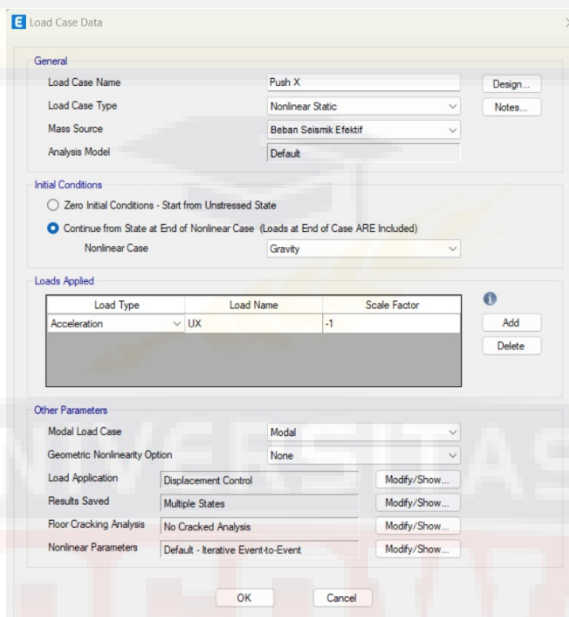 E Load Case Data
General
Load Case Name Push X Design...
Load Case Type Nonlinear Static Notes...
Mass Source Beban Seismik Efektif
Analysis Model Default
Initial Conditions
Zero Initial Conditions - Start from Unstressed State
Continue from State at End of Nonlinear Case (Loads at End of Case ARE Included)
Nonlinear Case Gravity
Loads Applied
Load Type Load Name Scale Factor
Acceleration UX -1 Add
Delete
Other Parameters
Modal Load Case Modal
Geometric Nonlinearity Option None
Load Application Displacement Control Modify/Show...
Results Saved Multiple States Modify/Show...
Floor Cracking Analysis No Cracked Analysis Modify/Show...
Nonlinear Parameters Default - Iterative Event-to-Event Modify/Show...
OK Cancel
UNIVERSITAS